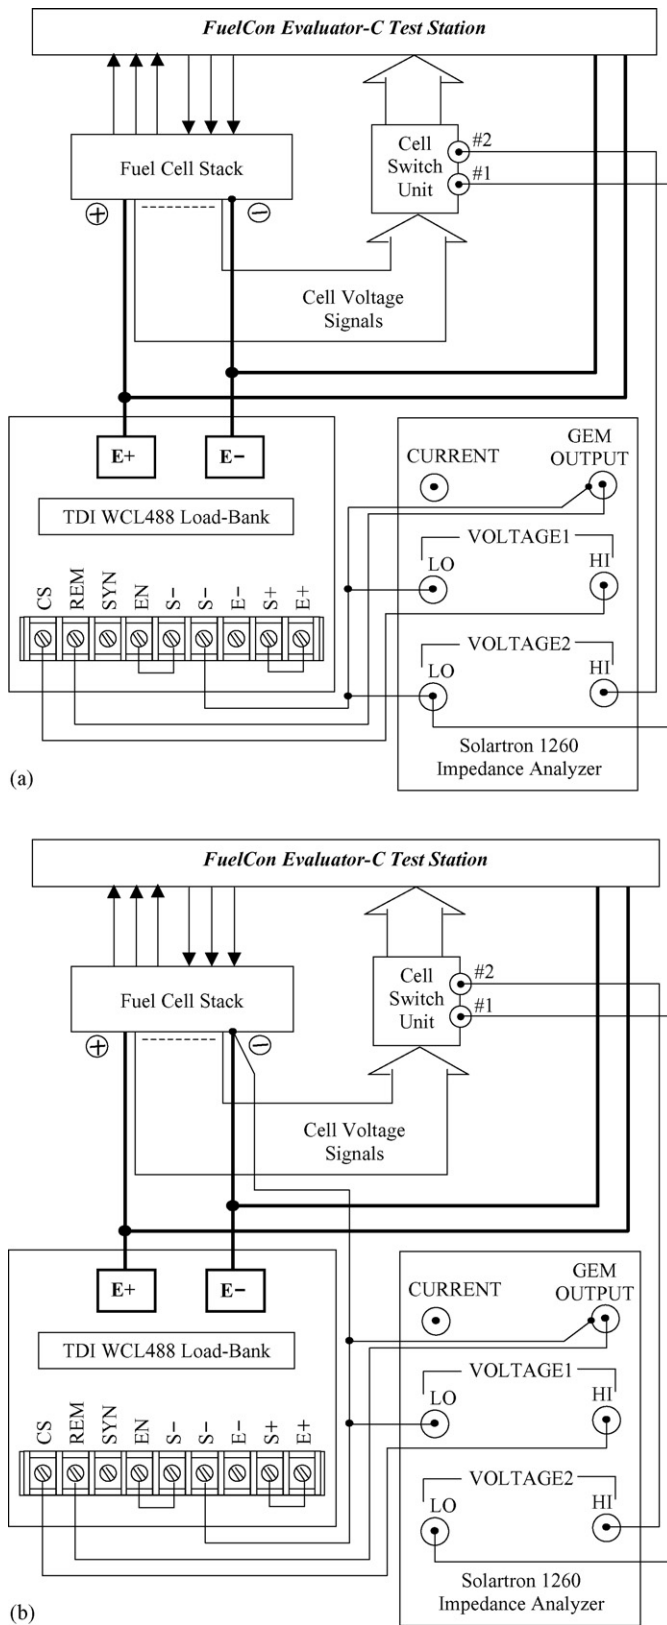 FuelCon Evaluator-C Test Station
Fuel Cell Stack
Cell
Switch
Unit
#2
#1
+
−
Cell Voltage
Signals
E+
E−
TDI WCL488 Load-Bank
CS
REM
SYN
EN
S−
S−
E−
S+
E+
CURRENT
GEM
OUTPUT
VOLTAGE1
LO
HI
VOLTAGE2
LO
HI
Solartron 1260
Impedance Analyzer
(a)
FuelCon Evaluator-C Test Station
Fuel Cell Stack
Cell
Switch
Unit
#2
#1
+
−
Cell Voltage
Signals
E+
E−
TDI WCL488 Load-Bank
CS
REM
SYN
EN
S−
S−
E−
S+
E+
CURRENT
GEM
OUTPUT
VOLTAGE1
LO
HI
VOLTAGE2
LO
HI
Solartron 1260
Impedance Analyzer
(b)